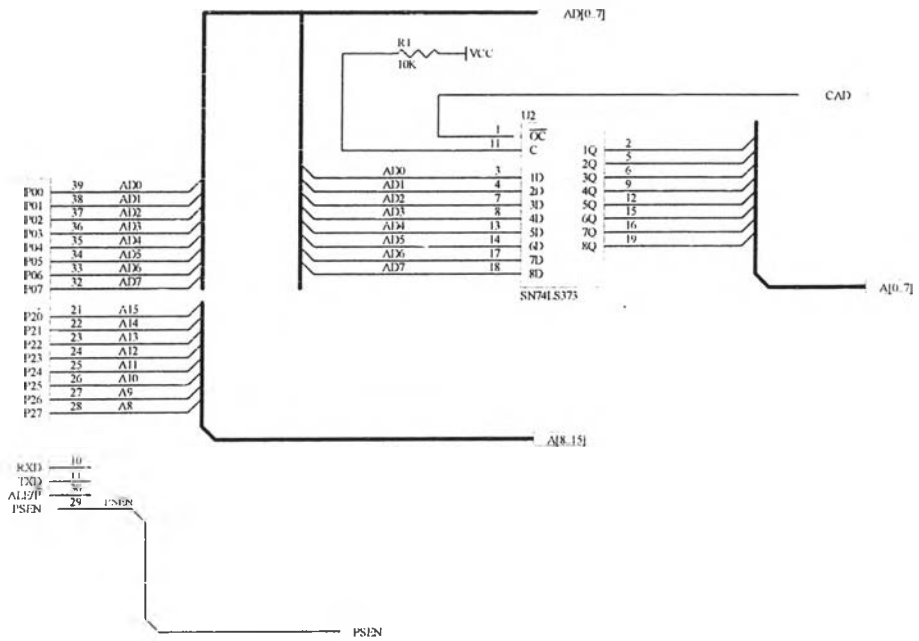 AD[0..7]
R1
10K
VCC
CAD
U2
1 OC
11 C
AD0 3 1D 1Q 2
AD1 4 2D 2Q 5
AD2 7 3D 3Q 6
AD3 8 4D 4Q 9
AD4 13 5D 5Q 12
AD5 14 6D 6Q 15
AD6 17 7D 7Q 16
AD7 18 8D 8Q 19
SN74LS373
A[0..7]
P00 39 AD0
P01 38 AD1
P02 37 AD2
P03 36 AD3
P04 35 AD4
P05 34 AD5
P06 33 AD6
P07 32 AD7
P20 21 A15
P21 22 A14
P22 23 A13
P23 24 A12
P24 25 A11
P25 26 A10
P26 27 A9
P27 28 A8
A[8..15]
RXD 10
TXD 11
ALE/P 30
PSEN 29 PSEN
PSEN